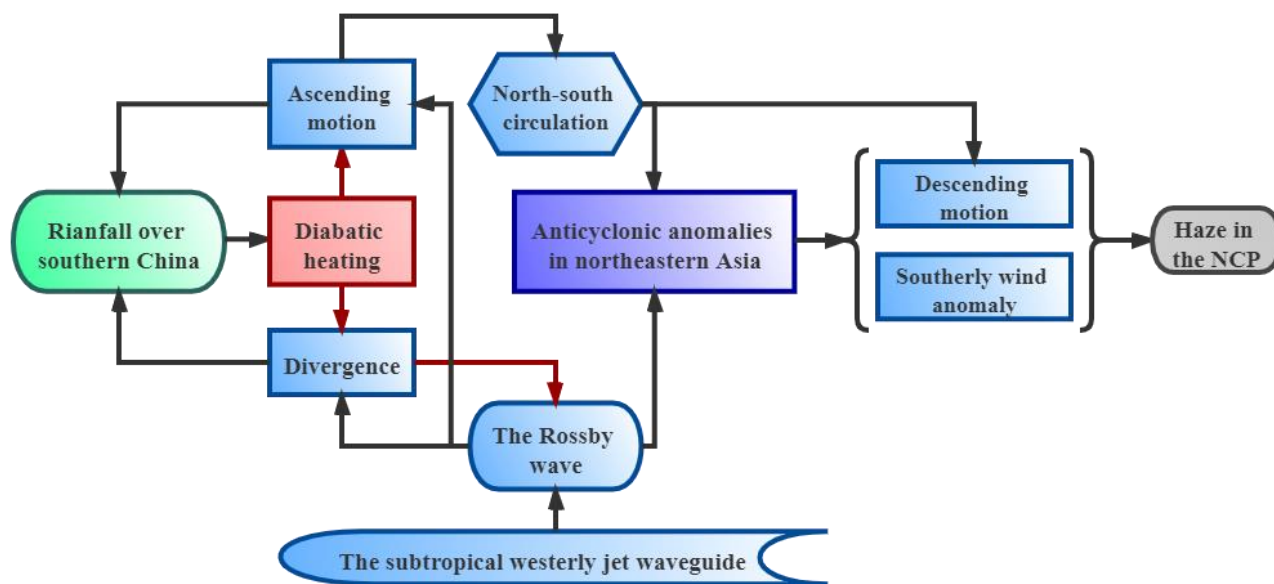 Ascending
motion
North-south
circulation
Rianfall over
southern China
Diabatic
heating
Anticyclonic anomalies
in northeastern Asia
Descending
motion
Southerly wind
anomaly
Haze in
the NCP
Divergence
The Rossby
wave
The subtropical westerly jet waveguide